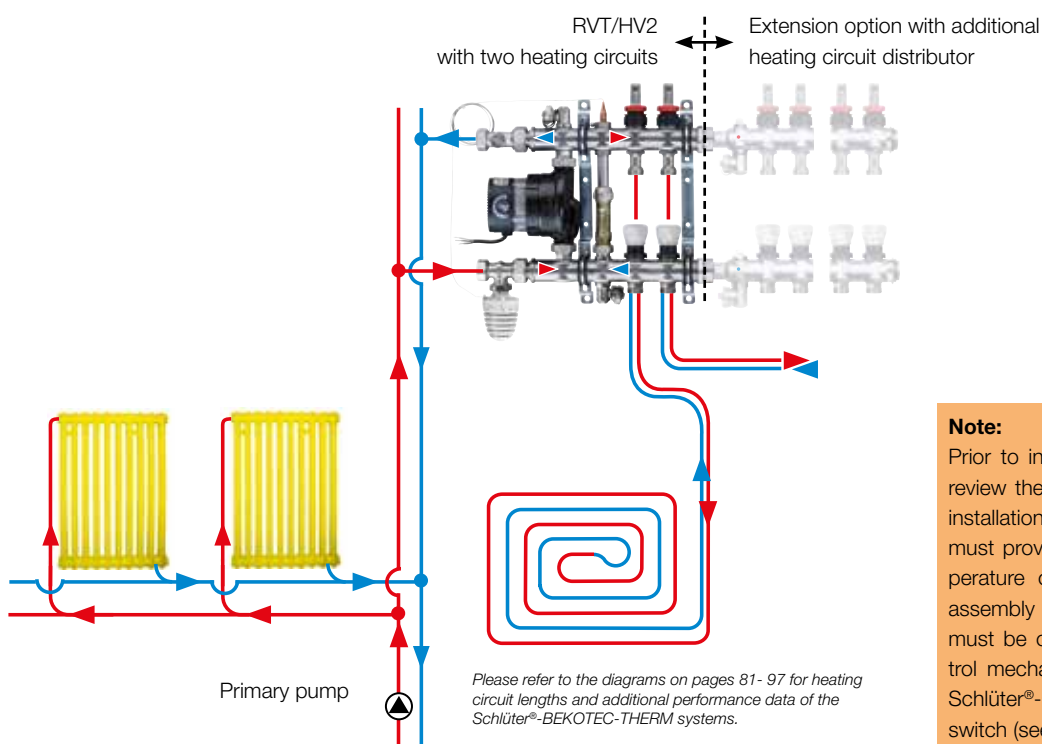 RVT/HV2
with two heating circuits
Extension option with additional
heating circuit distributor
Note:
Prior to in
review the
installation
must prov
perature c
assembly
must be c
trol mecha
Schlüter®-
switch (see
Primary pump
Please refer to the diagrams on pages 81- 97 for heating
circuit lengths and additional performance data of the
Schlüter®-BEKOTEC-THERM systems.